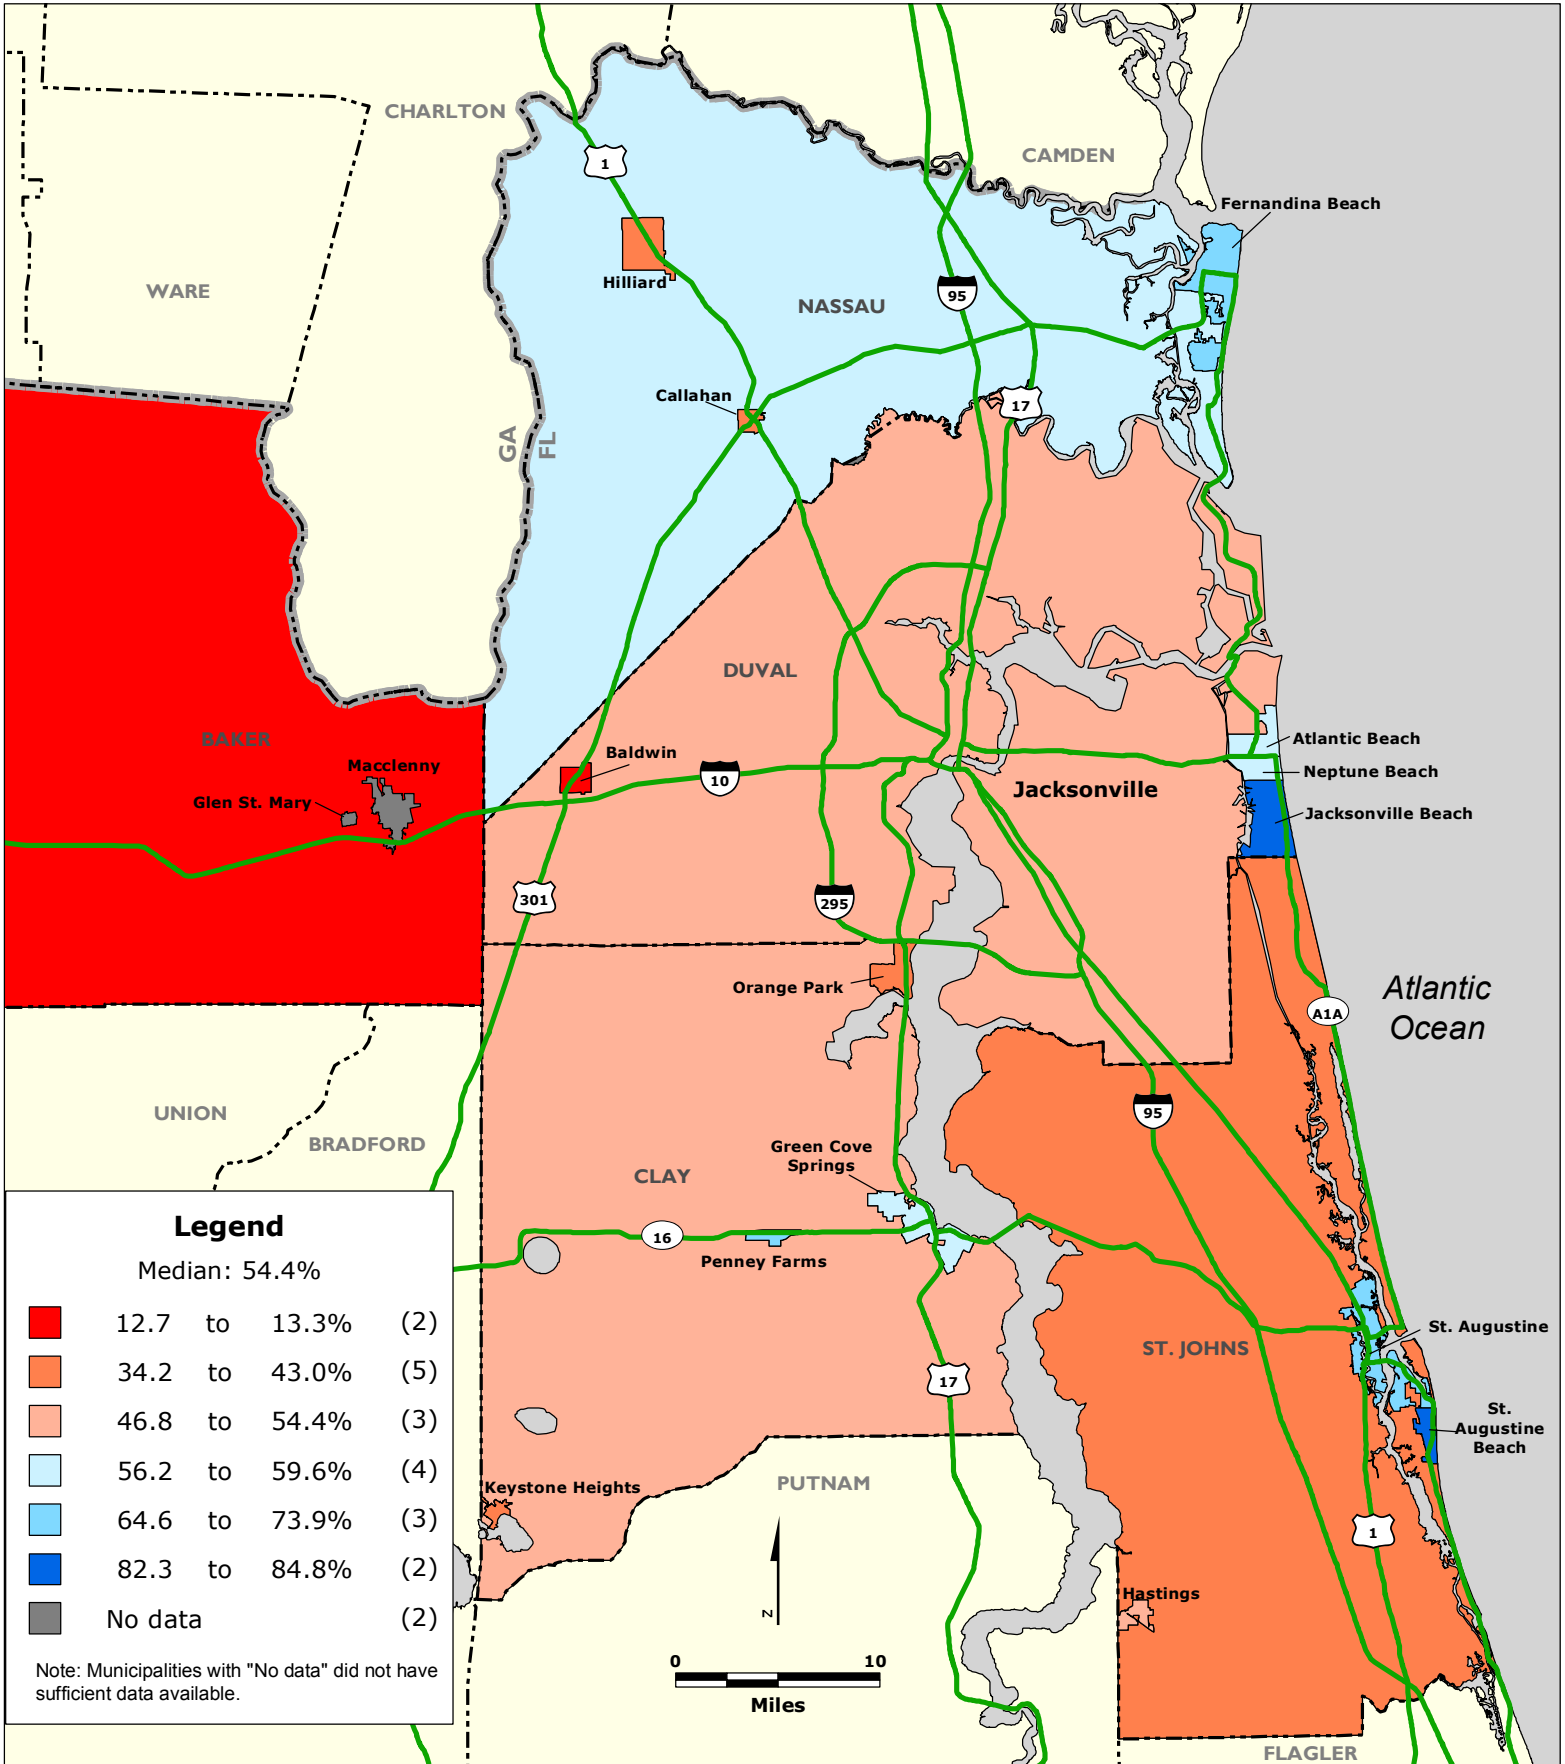 CHARLTON
CAMDEN
1
Fernandina Beach
WARE
Hilliard
NASSAU
95
Callahan
17
GA
FL
DUVAL
BAKER
Macclenny
Baldwin
Atlantic Beach
Neptune Beach
Glen St. Mary
10
Jacksonville
Jacksonville Beach
301
295
Orange Park
Atlantic
Ocean
A1A
UNION
BRADFORD
95
Green Cove
Springs
CLAY
16
Penney Farms
St. Augustine
ST. JOHNS
17
St.
Augustine
Beach
Keystone Heights
PUTNAM
1
Hastings
N
0 10
Miles
FLAGLER
Legend
Median: 54.4%
12.7 to 13.3% (2)
34.2 to 43.0% (5)
46.8 to 54.4% (3)
56.2 to 59.6% (4)
64.6 to 73.9% (3)
82.3 to 84.8% (2)
No data (2)
Note: Municipalities with "No data" did not have
sufficient data available.